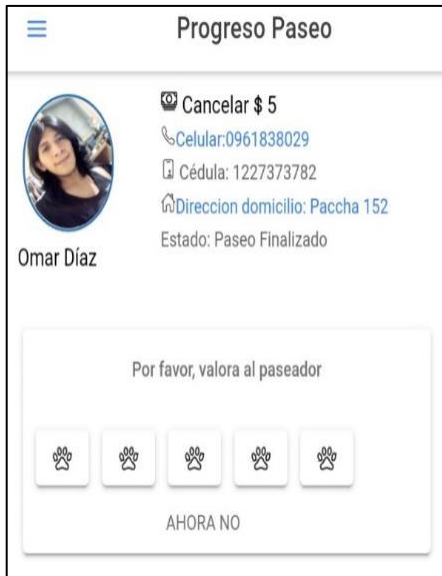 Progreso Paseo
Cancelar $ 5
Celular:0961838029
Cédula: 1227373782
Direccion domicilio: Paccha 152
Estado: Paseo Finalizado
Omar Díaz
Por favor, valora al paseador
AHORA NO